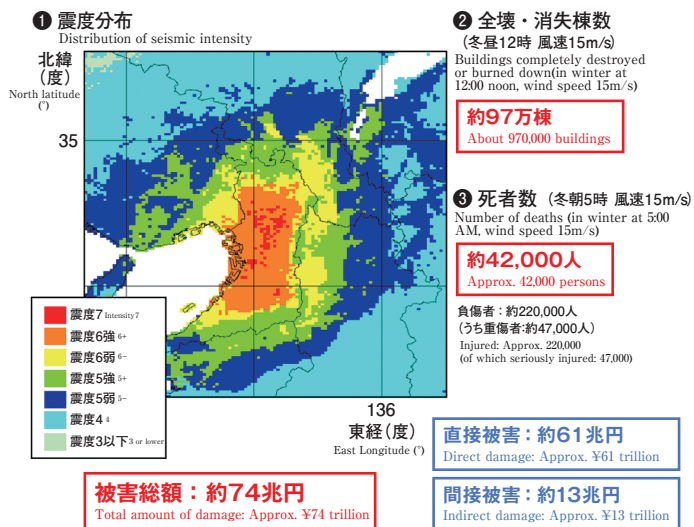 ❶ 震度分布
Distribution of seismic intensity
北緯
(度)
North latitude
(°)
35
震度7 Intensity7
震度6強 6+
震度6弱 6−
震度5強 5+
震度5弱 5−
震度4 4
震度3以下 3 or lower
136
東経(度)
East Longitude (°)
❷ 全壊・消失棟数
(冬昼12時 風速15m/s)
Buildings completely destroyed
or burned down(in winter at
12:00 noon, wind speed 15m/s)
約97万棟
About 970,000 buildings
❸ 死者数 (冬朝5時 風速15m/s)
Number of deaths (in winter at 5:00
AM, wind speed 15m/s)
約42,000人
Approx. 42,000 persons
負傷者：約220,000人
(うち重傷者:約47,000人)
Injured: Approx. 220,000
(of which seriously injured: 47,000)
被害総額：約74兆円
Total amount of damage: Approx. ¥74 trillion
直接被害：約61兆円
Direct damage: Approx. ¥61 trillion
間接被害：約13兆円
Indirect damage: Approx. ¥13 trillion